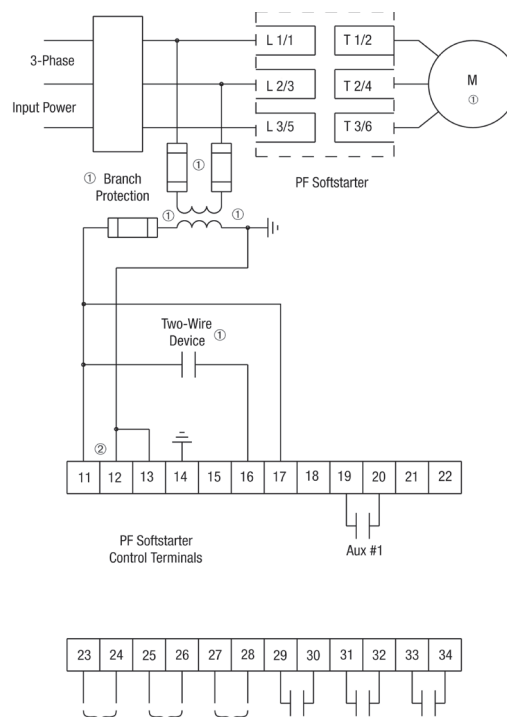 L 1/1
T 1/2
3-Phase
L 2/3
T 2/4
M
①
Input Power
L 3/5
T 3/6
① Branch
Protection
①
PF Softstarter
①
①
Two-Wire
Device ①
②
11 12 13 14 15 16 17 18 19 20 21 22
PF Softstarter
Control Terminals
Aux #1
23 24 25 26 27 28 29 30 31 32 33 34